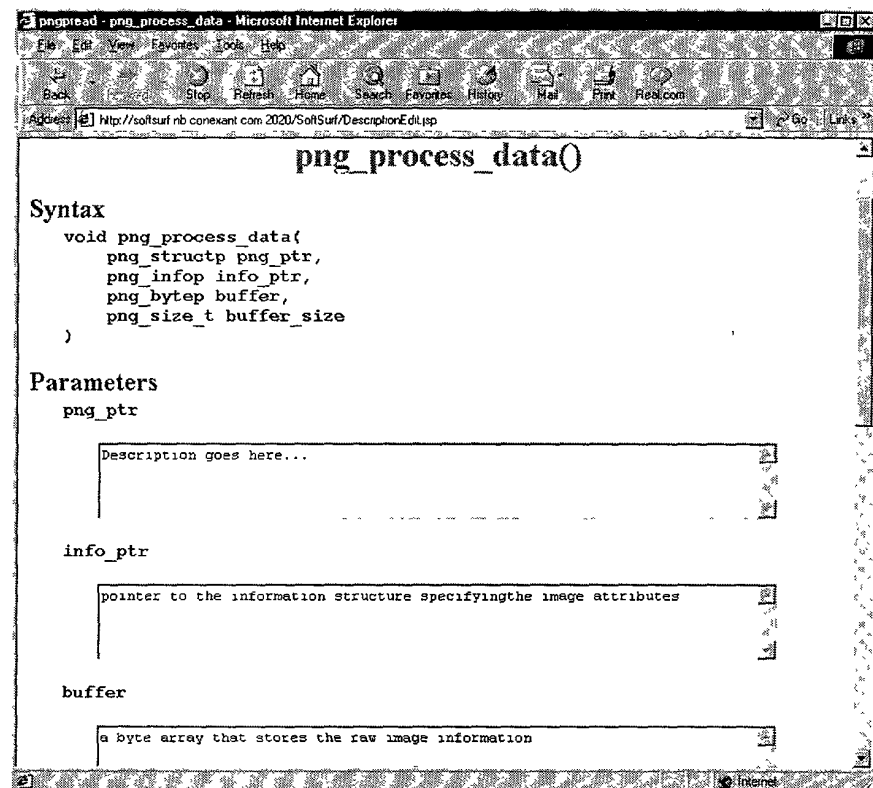 pngpread - png_process_data - Microsoft Internet Explorer
File Edit View Favorites Tools Help
Back Forward Stop Refresh Home Search Favorites History Mail Print Real.com
Address http://softsurf nb conexant com 2020/SoftSurf/DescriptionEdit.jsp Go Links »
png_process_data()
Syntax
void png_process_data(
png_structp png_ptr,
png_infop info_ptr,
png_bytep buffer,
png_size_t buffer_size
)
Parameters
png_ptr
Description goes here...
info_ptr
pointer to the information structure specifyingthe image attributes
buffer
a byte array that stores the raw image information
Internet